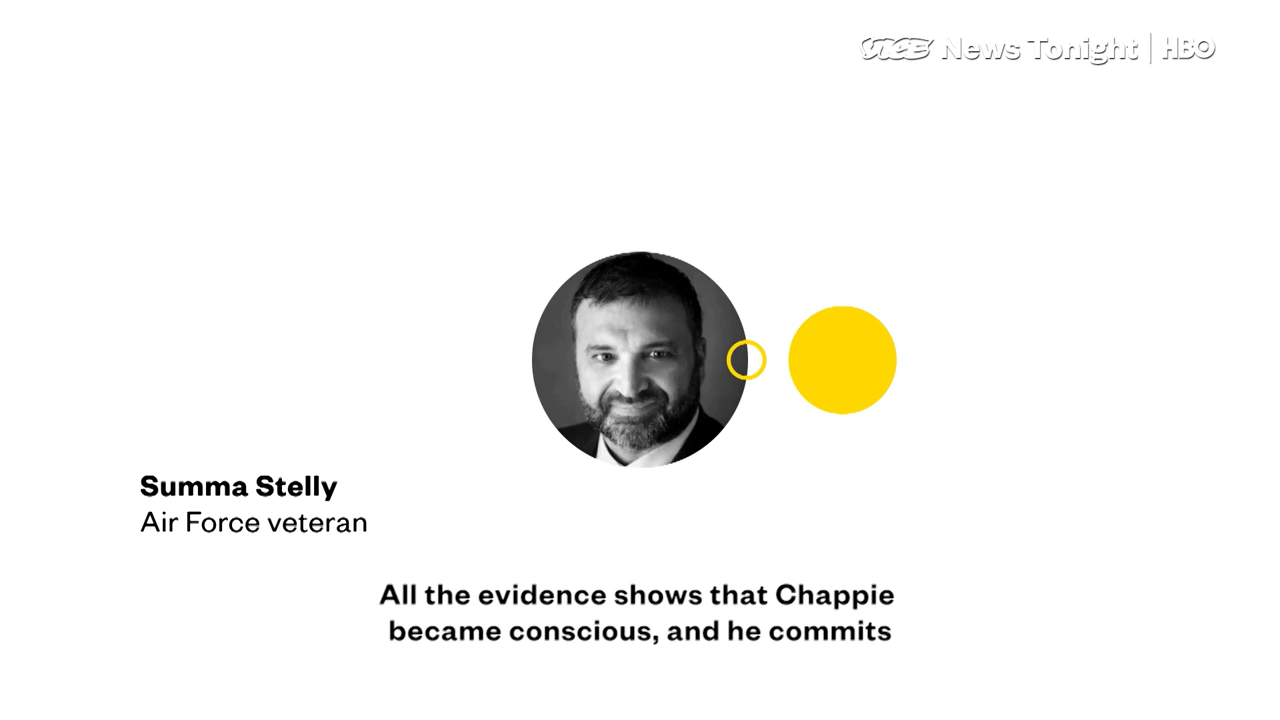 VICE News Tonight | HBO
Summa Stelly
Air Force veteran
All the evidence shows that Chappie
became conscious, and he commits